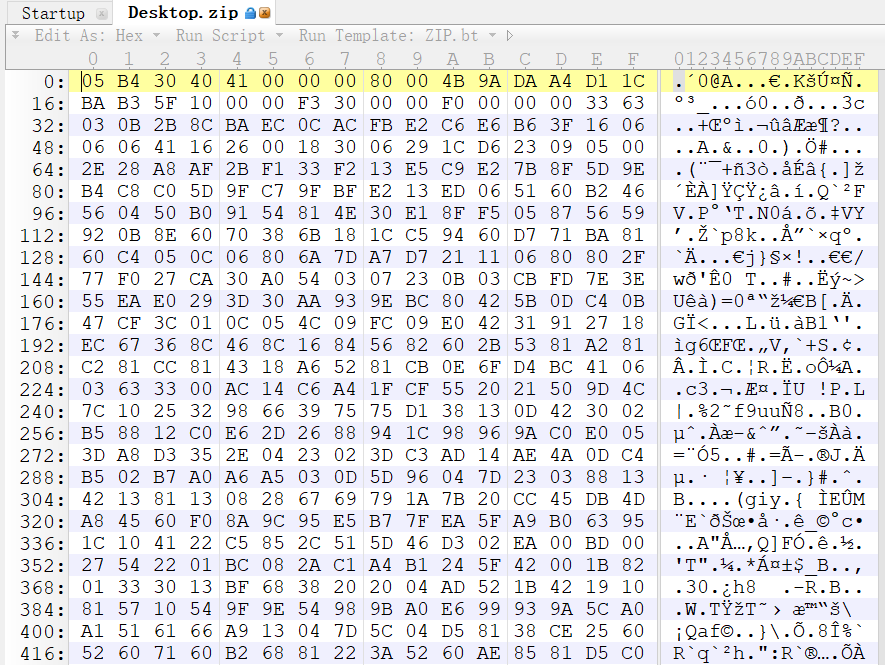 Startup Desktop.zip
Edit As: Hex Run Script Run Template: ZIP.bt
0 1 2 3 4 5 6 7 8 9 A B C D E F 0123456789ABCDEF
0: 05 B4 30 40 41 00 00 00 80 00 4B 9A DA A4 D1 1C .´0@A...€.KšÚ¤Ñ.
16: BA B3 5F 10 00 00 F3 30 00 00 F0 00 00 00 33 63 º³_...ó0..ð...3c
32: 03 0B 2B 8C BA EC 0C AC FB E2 C6 E6 B6 3F 16 06 ..+Œºì.¬ûâÆæ¶?..
48: 06 06 41 16 26 00 18 30 06 29 1C D6 23 09 05 00 ..A.&..0.).Ö#...
64: 2E 28 A8 AF 2B F1 33 F2 13 E5 C9 E2 7B 8F 5D 9E .(¨¯+ñ3ò.åÉâ{.]ž
80: B4 C8 C0 5D 9F C7 9F BF E2 13 ED 06 51 60 B2 46 ´ÈÀ]ŸÇŸ¿â.í.Q`²F
96: 56 04 50 B0 91 54 81 4E 30 E1 8F F5 05 87 56 59 V.P°‘T.N0á.õ.‡VY
112: 92 0B 8E 60 70 38 6B 18 1C C5 94 60 D7 71 BA 81 ’.Ž`p8k..Å”`×qº.
128: 60 C4 05 0C 06 80 6A 7D A7 D7 21 11 06 80 80 2F `Ä...€j}§×!..€€/
144: 77 F0 27 CA 30 A0 54 03 07 23 0B 03 CB FD 7E 3E wð'Ê0 T..#..Ëý~>
160: 55 EA E0 29 3D 30 AA 93 9E BC 80 42 5B 0D C4 0B Uêà)=0ª“ž¼€B[.Ä.
176: 47 CF 3C 01 0C 05 4C 09 FC 09 E0 42 31 91 27 18 GÏ<...L.ü.àB1‘'.
192: EC 67 36 8C 46 8C 16 84 56 82 60 2B 53 81 A2 81 ìg6ŒFŒ.„V‚`+S.¢.
208: C2 81 CC 81 43 18 A6 52 81 CB 0E 6F D4 BC 41 06 Â.Ì.C.¦R.Ë.oÔ¼A.
224: 03 63 33 00 AC 14 C6 A4 1F CF 55 20 21 50 9D 4C .c3.¬.Æ¤.ÏU !P.L
240: 7C 10 25 32 98 66 39 75 75 D1 38 13 0D 42 30 02 |.%2˜f9uuÑ8..B0.
256: B5 88 12 C0 E6 2D 26 88 94 1C 98 96 9A C0 E0 05 µˆ.Àæ-&ˆ”.˜–šÀà.
272: 3D A8 D3 35 2E 04 23 02 3D C3 AD 14 AE 4A 0D C4 =¨Ó5..#.=Ã-.®J.Ä
288: B5 02 B7 A0 A6 A5 03 0D 5D 96 04 7D 23 03 88 13 µ.· ¦¥..]–.}#.ˆ.
304: 42 13 81 13 08 28 67 69 79 1A 7B 20 CC 45 DB 4D B....(giy.{ ÌEÛM
320: A8 45 60 F0 8A 9C 95 E5 B7 7F EA 5F A9 B0 63 95 ¨E`ðŠœ•å·.ê_©°c•
336: 1C 10 41 22 C5 85 2C 51 5D 46 D3 02 EA 00 BD 00 ..A"Å…,Q]FÓ.ê.½.
352: 27 54 22 01 BC 08 2A C1 A4 B1 24 5F 42 00 1B 82 'T".¼.*Á¤±$_B..‚
368: 01 33 30 13 BF 68 38 20 20 04 AD 52 1B 42 19 10 .30.¿h8  .-R.B..
384: 81 57 10 54 9F 9E 54 98 9B A0 E6 99 93 9A 5C A0 .W.TŸžT˜› æ™“š\
400: A1 51 61 66 A9 13 04 7D 5C 04 D5 81 38 CE 25 60 ¡Qaf©..}\.Õ.8Î%`
416: 52 60 71 60 B2 68 81 22 3A 52 60 AE 85 81 D5 C0 R`q`²h.":R`®….ÕÀ